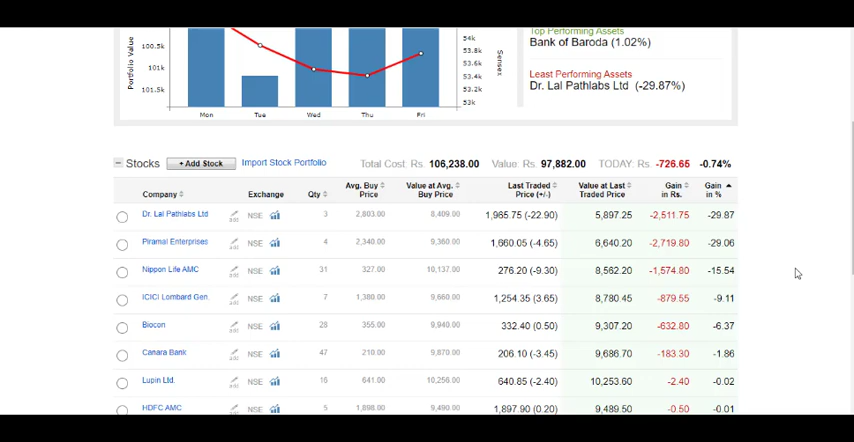 Top Performing Assets
Bank of Baroda (1.02%)
Least Performing Assets
Dr. Lal Pathlabs Ltd (-29.87%)
Portfolio Value
100.5k
101k
101.5k
54k
53.8k
53.6k
53.4k
53.2k
53k
Sensex
Mon Tue Wed Thu Fri
Stocks + Add Stock Import Stock Portfolio Total Cost: Rs 106,238.00 Value: Rs 97,882.00 TODAY: Rs -726.65 -0.74%
Company Exchange Qty Avg. Buy Price Value at Avg. Buy Price Last Traded Price (+/-) Value at Last Traded Price Gain in Rs. Gain in %
Dr. Lal Pathlabs Ltd add NSE 3 2,803.00 8,409.00 1,965.75 (-22.90) 5,897.25 -2,511.75 -29.87
Piramal Enterprises add NSE 4 2,340.00 9,360.00 1,660.05 (-4.65) 6,640.20 -2,719.80 -29.06
Nippon Life AMC add NSE 31 327.00 10,137.00 276.20 (-9.30) 8,562.20 -1,574.80 -15.54
ICICI Lombard Gen. add NSE 7 1,380.00 9,660.00 1,254.35 (3.65) 8,780.45 -879.55 -9.11
Biocon add NSE 28 355.00 9,940.00 332.40 (0.50) 9,307.20 -632.80 -6.37
Canara Bank add NSE 47 210.00 9,870.00 206.10 (-3.45) 9,686.70 -183.30 -1.86
Lupin Ltd. add NSE 16 641.00 10,256.00 640.85 (-2.40) 10,253.60 -2.40 -0.02
HDFC AMC NSE 5 1,898.00 9,490.00 1,897.90 (0.20) 9,489.50 -0.50 -0.01